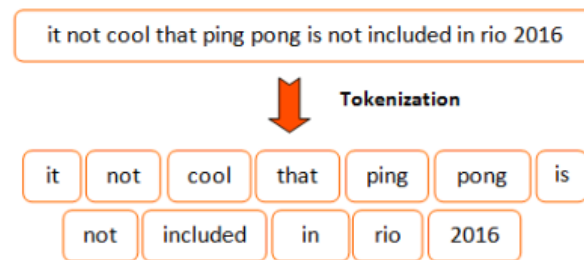 it not cool that ping pong is not included in rio 2016
Tokenization
it not cool that ping pong is
not included in rio 2016